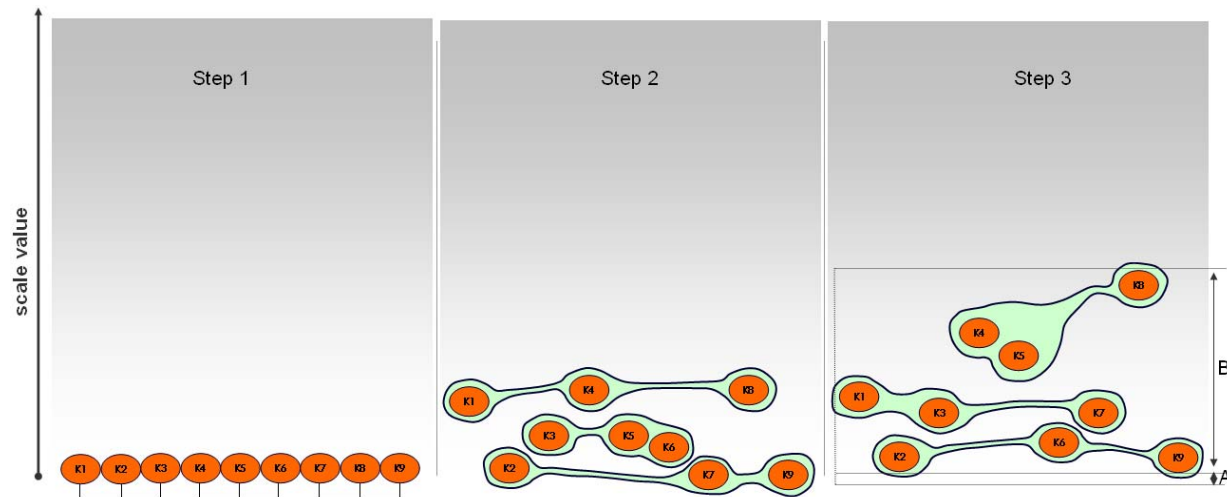 Step 1
Step 2
Step 3
scale value
K1 K2 K3 K4 K5 K6 K7 K8 K9
K1 K4 K8
K3 K5 K6
K2 K7 K9
K8
K4
K5
K1 K3 K7
K2 K6 K9
B
A